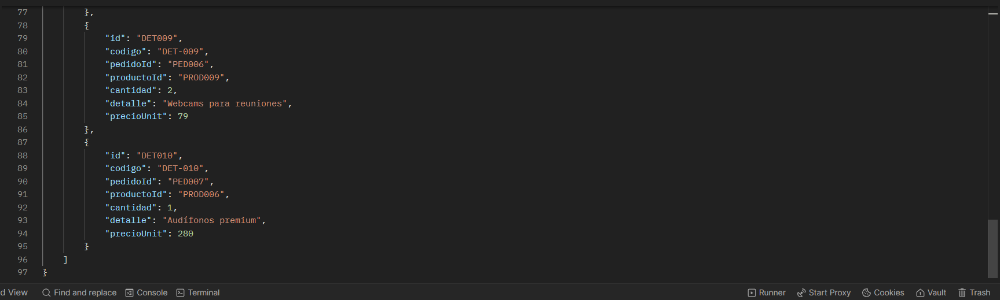 77 },
78 {
79 "id": "DET009",
80 "codigo": "DET-009",
81 "pedidoId": "PED006",
82 "productoId": "PROD009",
83 "cantidad": 2,
84 "detalle": "Webcams para reuniones",
85 "precioUnit": 79
86 },
87 {
88 "id": "DET010",
89 "codigo": "DET-010",
90 "pedidoId": "PED007",
91 "productoId": "PROD006",
92 "cantidad": 1,
93 "detalle": "Audífonos premium",
94 "precioUnit": 280
95 }
96 ]
97 }
d View Find and replace Console Terminal Runner Start Proxy Cookies Vault Trash